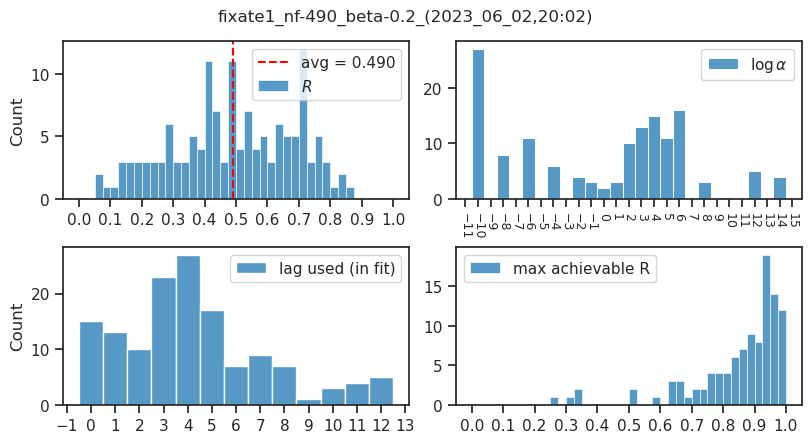 fixate1_nf-490_beta-0.2_(2023_06_02,20:02)
Count
10
5
0
avg = 0.490
R
0.0 0.1 0.2 0.3 0.4 0.5 0.6 0.7 0.8 0.9 1.0
20
10
0
log α
−11 −10 −9 −8 −7 −6 −5 −4 −3 −2 −1 0 1 2 3 4 5 6 7 8 9 10 11 12 13 14 15
Count
20
10
0
lag used (in fit)
−1 0 1 2 3 4 5 6 7 8 9 10 11 12 13
15
10
5
0
max achievable R
0.0 0.1 0.2 0.3 0.4 0.5 0.6 0.7 0.8 0.9 1.0